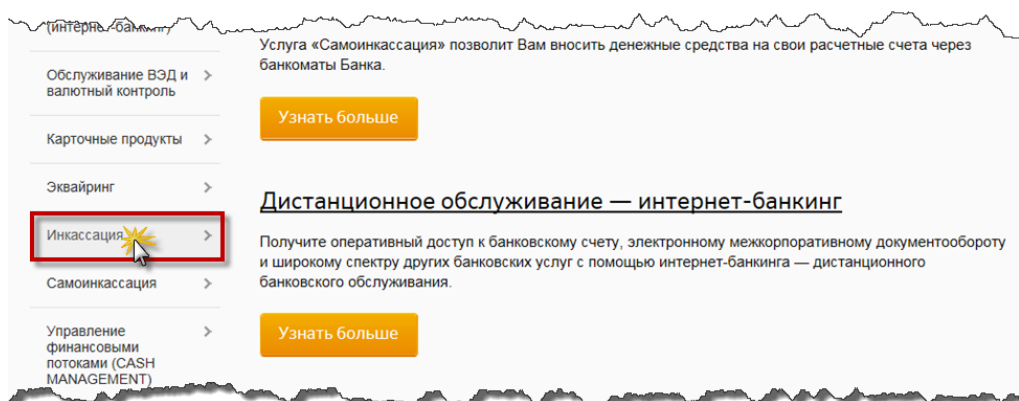 (интернет-банкинг)
Обслуживание ВЭД и
валютный контроль
Карточные продукты
Эквайринг
Инкассация
Самоинкассация
Управление
финансовыми
потоками (CASH
MANAGEMENT)
Услуга «Самоинкассация» позволит Вам вносить денежные средства на свои расчетные счета через
банкоматы Банка.
Узнать больше
Дистанционное обслуживание — интернет-банкинг
Получите оперативный доступ к банковскому счету, электронному межкорпоративному документообороту
и широкому спектру других банковских услуг с помощью интернет-банкинга — дистанционного
банковского обслуживания.
Узнать больше